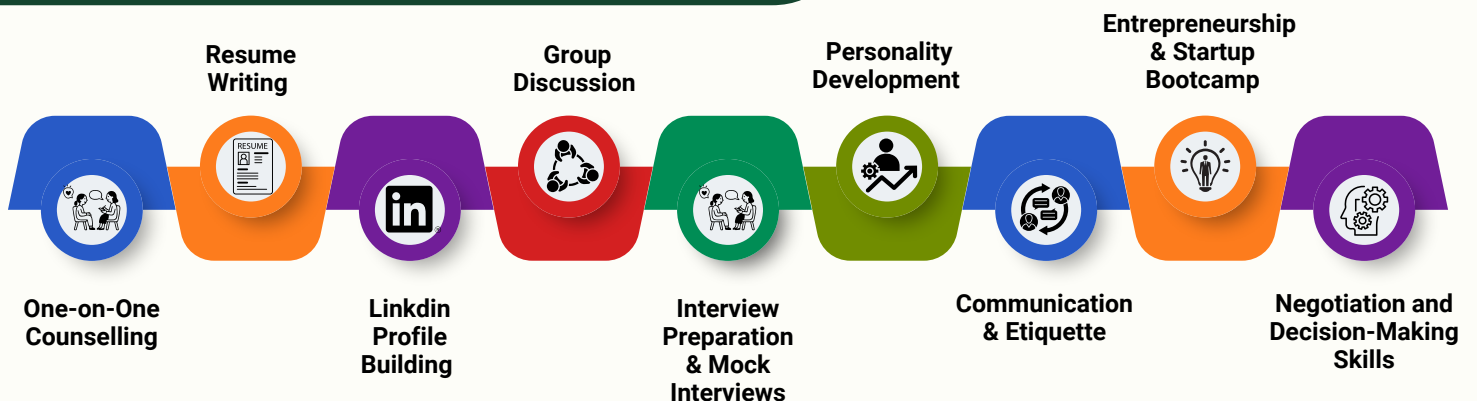 One-on-One
Counselling
Resume
Writing
RESUME
Linkdin
Profile
Building
in
Group
Discussion
Interview
Preparation
& Mock
Interviews
Personality
Development
Communication
& Etiquette
Entrepreneurship
& Startup
Bootcamp
Negotiation and
Decision-Making
Skills